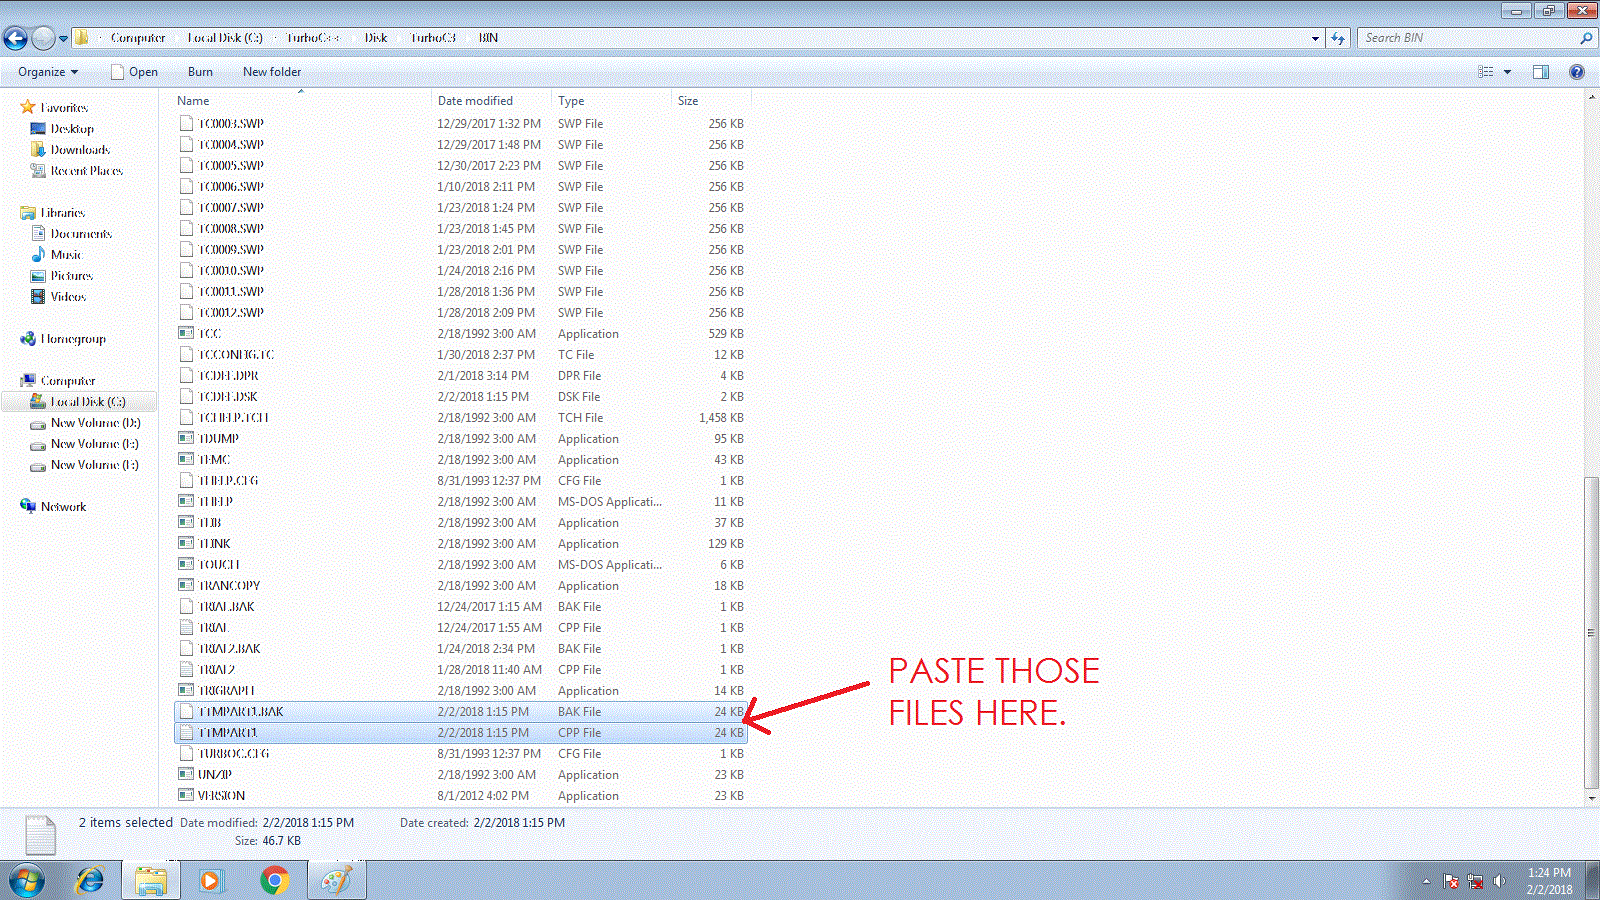 Computer Local Disk (C:) TurboC++ Disk TurboC3 BIN Search BIN
Organize Open Burn New folder
Name Date modified Type Size
Favorites
Desktop
Downloads
Recent Places
Libraries
Documents
Music
Pictures
Videos
Homegroup
Computer
Local Disk (C:)
New Volume (D:)
New Volume (E:)
New Volume (F:)
Network
TC0003.SWP 12/29/2017 1:32 PM SWP File 256 KB
TC0004.SWP 12/29/2017 1:48 PM SWP File 256 KB
TC0005.SWP 12/30/2017 2:23 PM SWP File 256 KB
TC0006.SWP 1/10/2018 2:11 PM SWP File 256 KB
TC0007.SWP 1/23/2018 1:24 PM SWP File 256 KB
TC0008.SWP 1/23/2018 1:45 PM SWP File 256 KB
TC0009.SWP 1/23/2018 2:01 PM SWP File 256 KB
TC0010.SWP 1/24/2018 2:16 PM SWP File 256 KB
TC0011.SWP 1/28/2018 1:36 PM SWP File 256 KB
TC0012.SWP 1/28/2018 2:09 PM SWP File 256 KB
TCC 2/18/1992 3:00 AM Application 529 KB
TCCONFIG.TC 1/30/2018 2:37 PM TC File 12 KB
TCDEF.DPR 2/1/2018 3:14 PM DPR File 4 KB
TCDEF.DSK 2/2/2018 1:15 PM DSK File 2 KB
TCHELP.TCH 2/18/1992 3:00 AM TCH File 1,458 KB
TDUMP 2/18/1992 3:00 AM Application 95 KB
TEMC 2/18/1992 3:00 AM Application 43 KB
THELP.CFG 8/31/1993 12:37 PM CFG File 1 KB
THELP 2/18/1992 3:00 AM MS-DOS Applicati... 11 KB
TLIB 2/18/1992 3:00 AM Application 37 KB
TLINK 2/18/1992 3:00 AM Application 129 KB
TOUCH 2/18/1992 3:00 AM MS-DOS Applicati... 6 KB
TRANCOPY 2/18/1992 3:00 AM Application 18 KB
TRIAL.BAK 12/24/2017 1:15 AM BAK File 1 KB
TRIAL 12/24/2017 1:55 AM CPP File 1 KB
TRIAL2.BAK 1/24/2018 2:34 PM BAK File 1 KB
TRIAL2 1/28/2018 11:40 AM CPP File 1 KB
TRIGRAPH 2/18/1992 3:00 AM Application 14 KB
TTMPART1.BAK 2/2/2018 1:15 PM BAK File 24 KB
TTMPART1 2/2/2018 1:15 PM CPP File 24 KB
TURBOC.CFG 8/31/1993 12:37 PM CFG File 1 KB
UNZIP 2/18/1992 3:00 AM Application 23 KB
VERSION 8/1/2012 4:02 PM Application 23 KB
PASTE THOSE
FILES HERE.
2 items selected Date modified: 2/2/2018 1:15 PM Date created: 2/2/2018 1:15 PM
Size: 46.7 KB
1:24 PM
2/2/2018